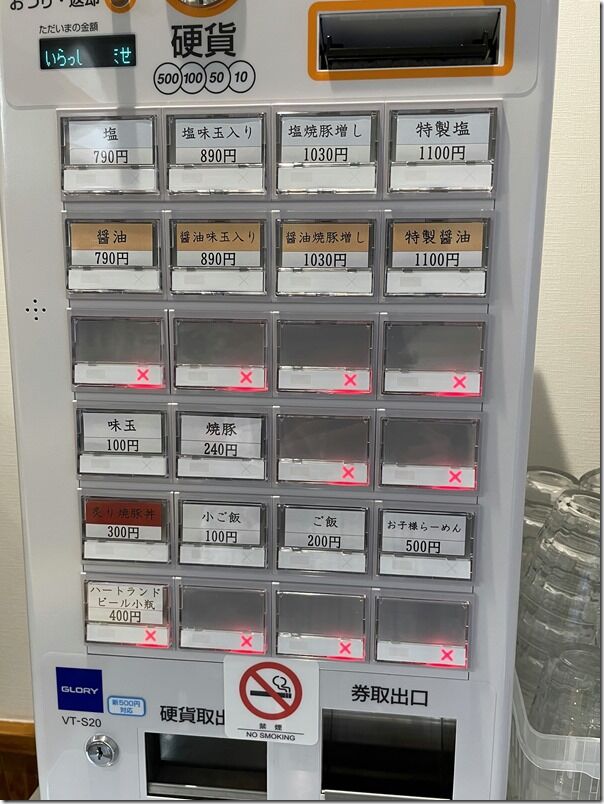 おつり・返却
ただいまの金額
いらっし ませ
硬貨
500 100 50 10
塩 塩味玉入り 塩焼豚増し 特製塩
790円 890円 1030円 1100円
醤油 醤油味玉入り 醤油焼豚増し 特製醤油
790円 890円 1030円 1100円
味玉 焼豚
100円 240円
炙り焼豚丼 小ご飯 ご飯 お子様らーめん
300円 100円 200円 500円
ハートランド
ビール小瓶
400円
GLORY
VT-S20
新500円
対応
硬貨取出
券取出口
禁煙
NO SMOKING